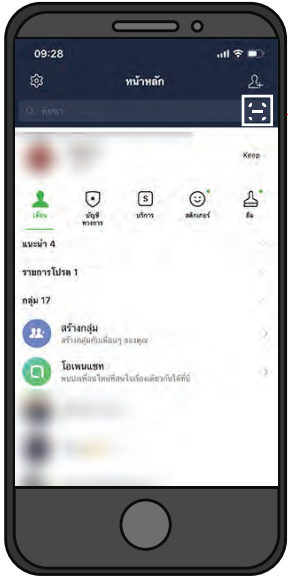 09:28
หน้าหลัก
ค้นหา
Keep
เพื่อน
บัญชี
ทางการ
S
บริการ
สติกเกอร์
ธีม
แนะนำ 4
รายการโปรด 1
กลุ่ม 17
สร้างกลุ่ม
สร้างกลุ่มกับเพื่อนๆ ของคุณ
โอเพนแชท
พบปะเพื่อนใหม่ที่สนใจเรื่องเดียวกันได้ที่นี่